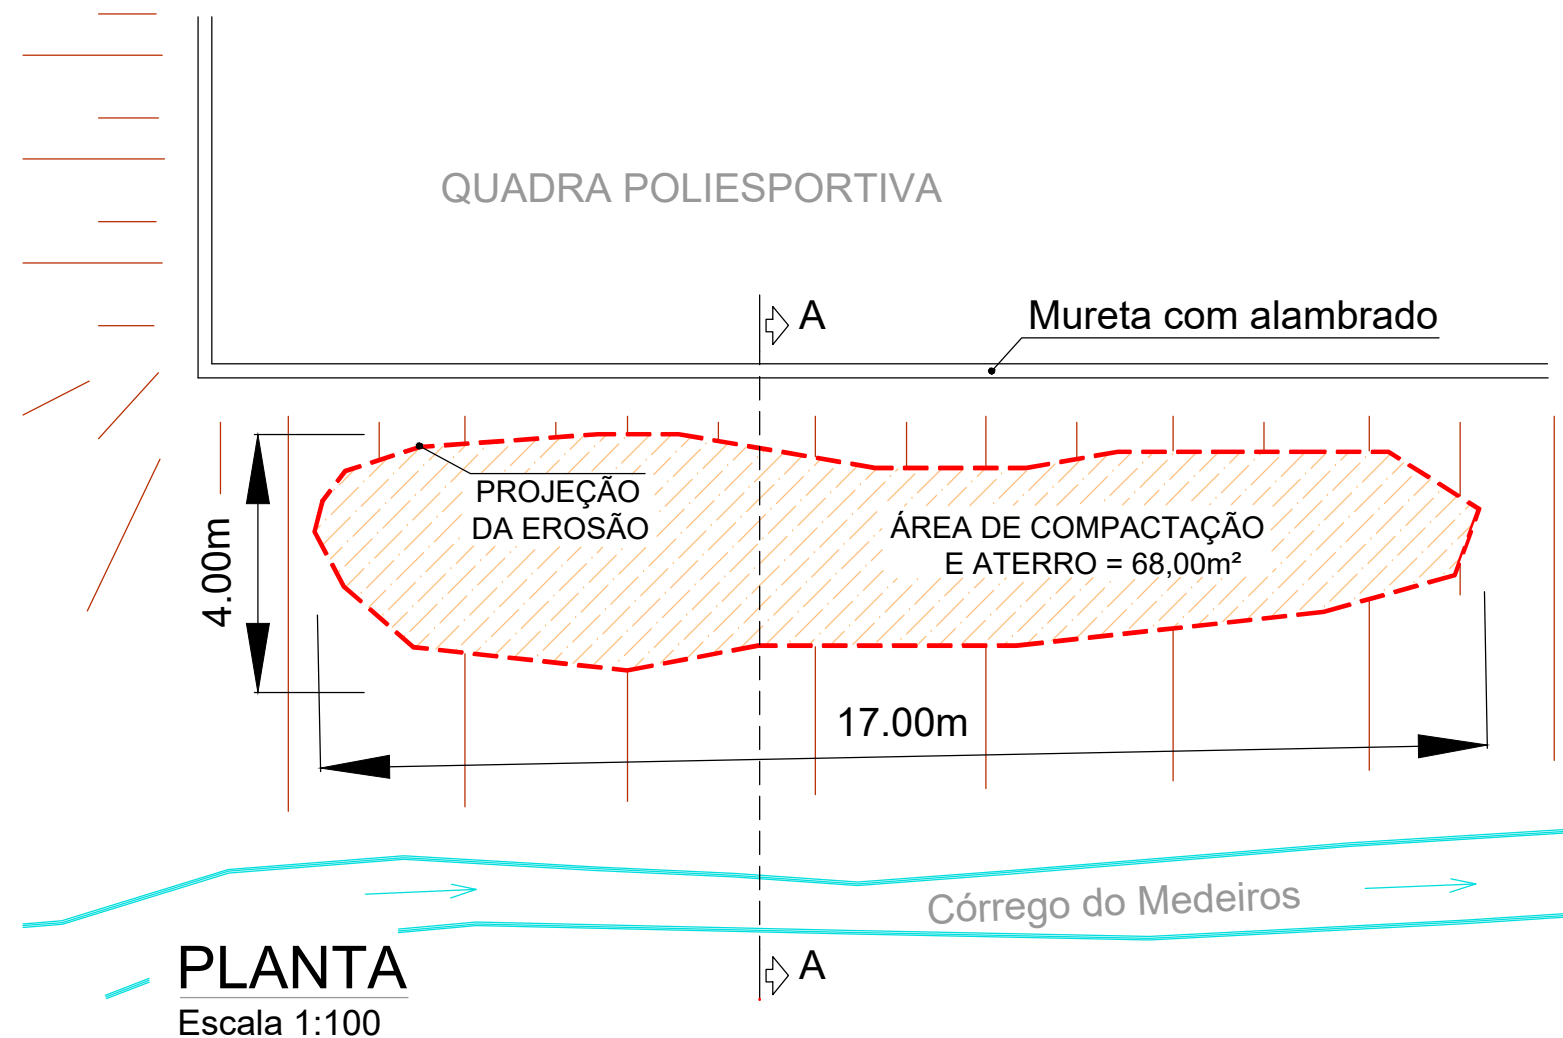 QUADRA POLIESPORTIVA
A
Mureta com alambrado
PROJEÇÃO
DA EROSÃO
ÁREA DE COMPACTAÇÃO
E ATERRO = 68,00m²
4.00m
17.00m
Córrego do Medeiros
A
PLANTA
Escala 1:100